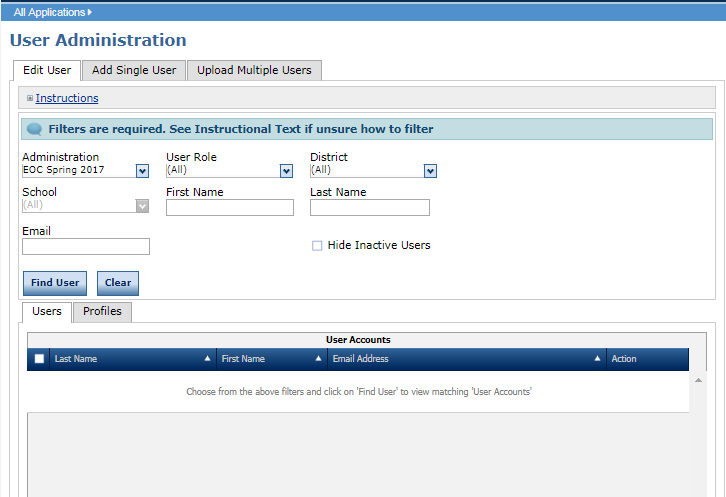 All Applications
User Administration
Edit User Add Single User Upload Multiple Users
Instructions
Filters are required. See Instructional Text if unsure how to filter
Administration User Role District
EOC Spring 2017 (All) (All)
School First Name Last Name
(All)
Email
Hide Inactive Users
Find User Clear
Users Profiles
User Accounts
Last Name First Name Email Address Action
Choose from the above filters and click on 'Find User' to view matching 'User Accounts'